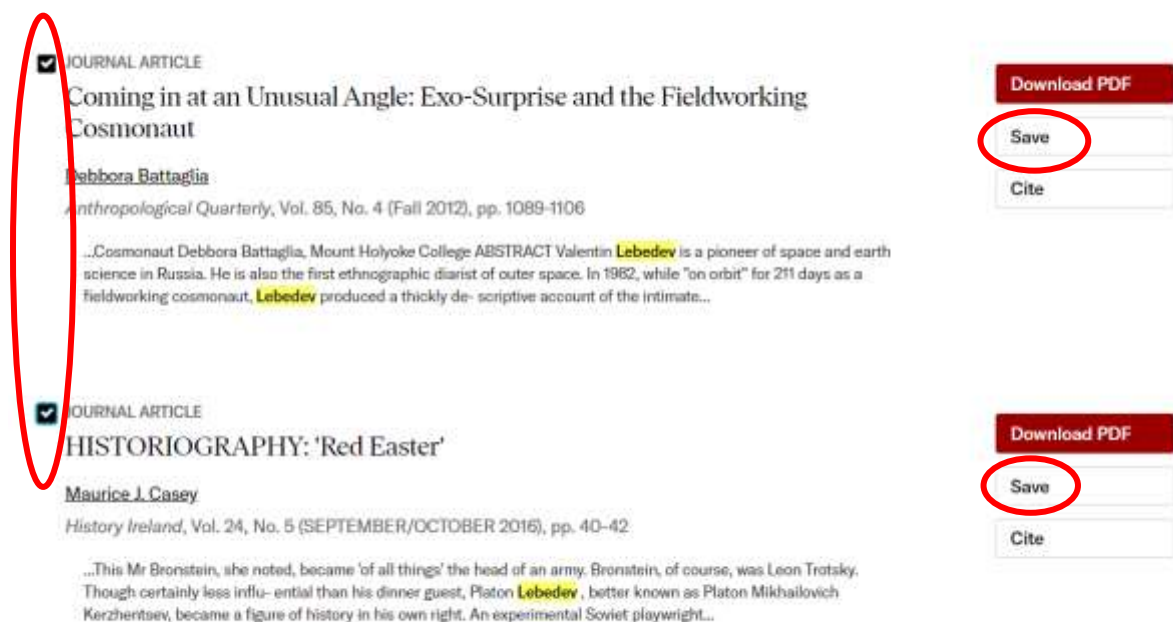 JOURNAL ARTICLE
Coming in at an Unusual Angle: Exo-Surprise and the Fieldworking
Cosmonaut
Debbora Battaglia
Anthropological Quarterly, Vol. 85, No. 4 (Fall 2012), pp. 1089-1106
...Cosmonaut Debbora Battaglia, Mount Holyoke College ABSTRACT Valentin Lebedev is a pioneer of space and earth
science in Russia. He is also the first ethnographic diarist of outer space. In 1982, while "on orbit" for 211 days as a
fieldworking cosmonaut, Lebedev produced a thickly de- scriptive account of the intimate...
Download PDF
Save
Cite
JOURNAL ARTICLE
HISTORIOGRAPHY: 'Red Easter'
Maurice J. Casey
History Ireland, Vol. 24, No. 5 (SEPTEMBER/OCTOBER 2016), pp. 40-42
...This Mr Bronstein, she noted, became 'of all things' the head of an army. Bronstein, of course, was Leon Trotsky.
Though certainly less influ- ential than his dinner guest, Platon Lebedev , better known as Platon Mikhailovich
Kerzhentsev, became a figure of history in his own right. An experimental Soviet playwright...
Download PDF
Save
Cite